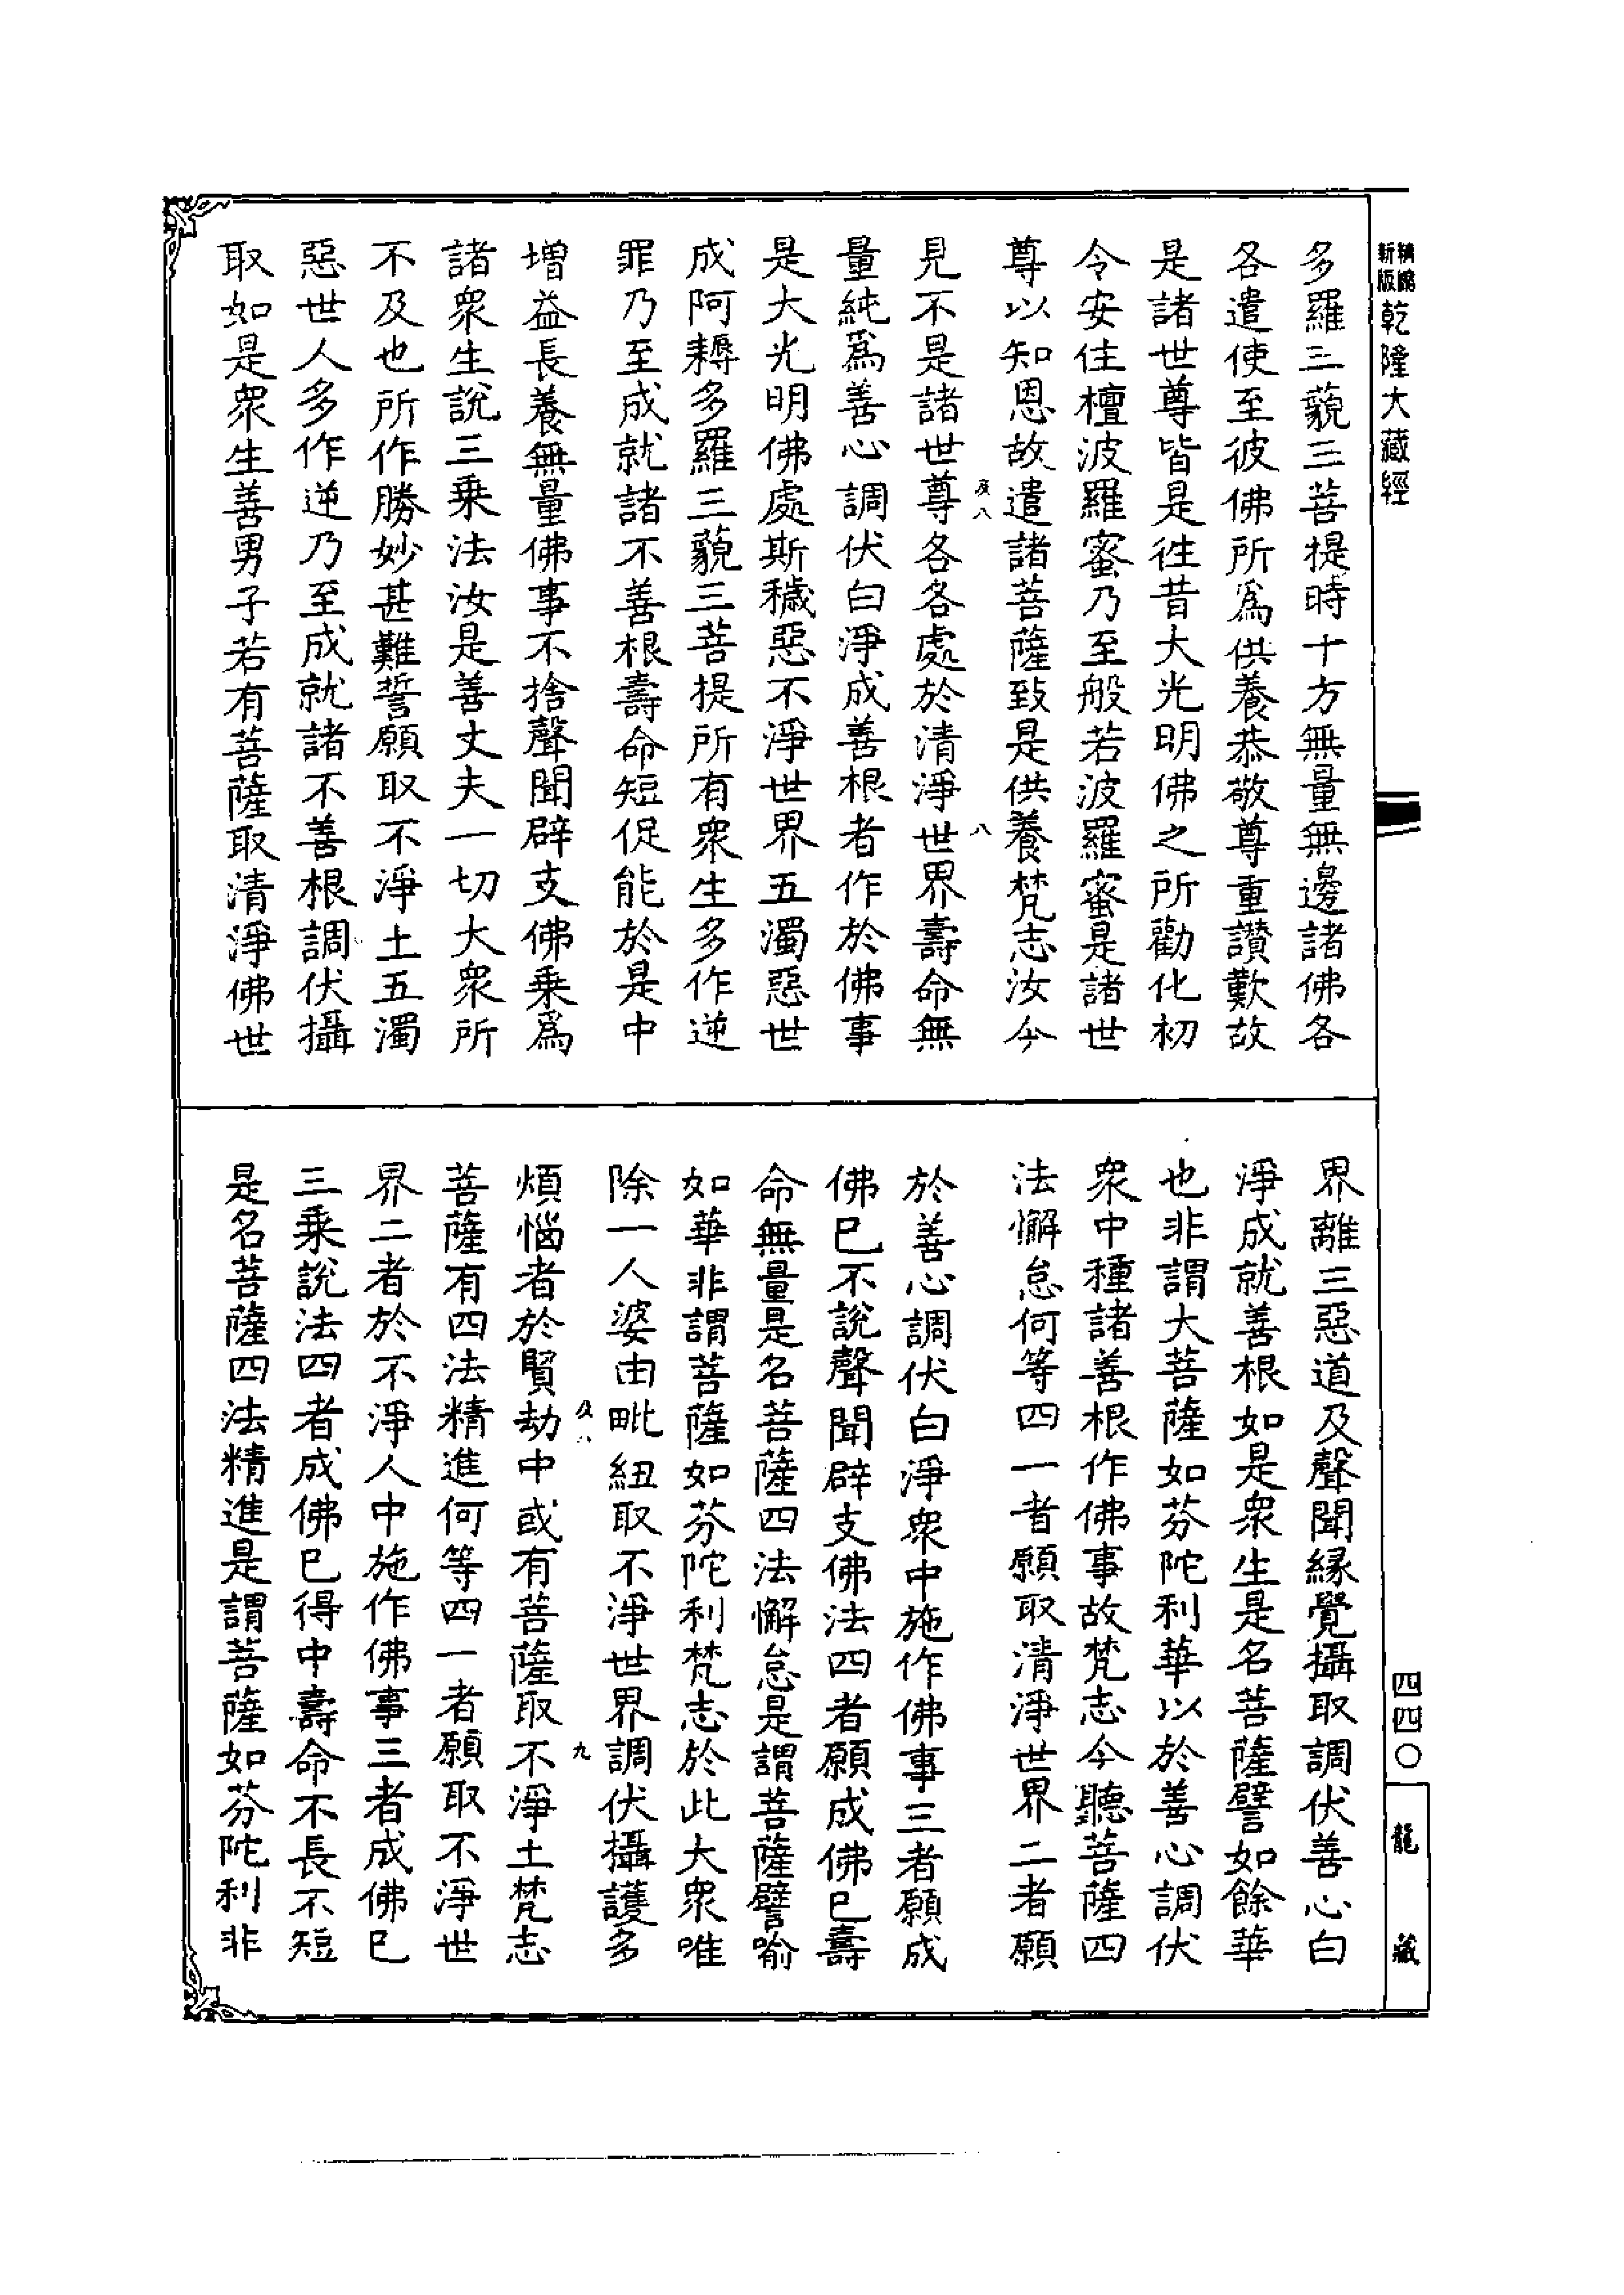 精縮
新版
乾隆大藏經
多羅三藐三菩提時十方無量無邊諸佛各
各遣使至彼佛所為供養恭敬尊重讚歎故
是諸世尊皆是往昔大光明佛之所勸化初
令安住檀波羅蜜乃至般若波羅蜜是諸世
尊以知恩故遣諸菩薩致是供養梵志汝今
八
八
見不是諸世尊各各處於清淨世界壽命無
量純爲善心調伏白淨成善根者作於佛事
是大光明佛處斯穢惡不淨世界五濁惡世
成阿耨多羅三藐三菩提所有眾生多作逆
罪乃至成就諸不善根壽命短促能於是中
增益長養無量佛事不捨聲聞辟支佛乘爲
諸眾生說三乘法汝是善丈夫一切大眾所
不及也所作勝妙甚難誓願取不淨土五濁
惡世人多作逆乃至成就諸不善根調伏攝
取如是眾生善男子若有菩薩取清淨佛世
界離三惡道及聲聞緣覺攝取調伏善心白
淨成就善根如是眾生是名菩薩譬如餘華
也非謂大菩薩如芬陀利華以於善心調伏
眾中種諸善根作佛事故梵志今聽菩薩四
法懈怠何等四一者願取清淨世界二者願
於善心調伏白淨眾中施作佛事三者願成
佛已不說聲聞辟支佛法四者願成佛已壽
命無量是名菩薩四法懈怠是謂菩薩譬喻
如華非謂菩薩如芬陀利梵志於此大眾唯
除一人婆由毗紐取不淨世界調伏攝護多
九
煩惱者於賢劫中或有菩薩取不淨土梵志
菩薩有四法精進何等四一者願取不淨世
界二者於不淨人中施作佛事三者成佛已
三乘說法四者成佛已得中壽命不長不短
是名菩薩四法精進是謂菩薩如芬陀利非
四四〇
龍藏